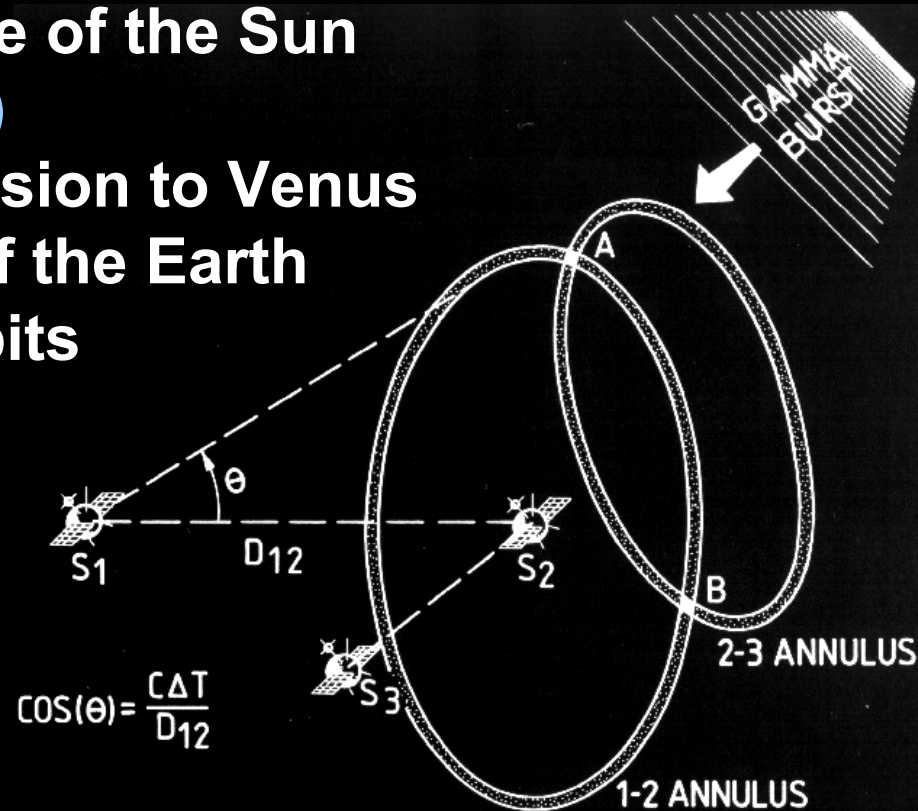 e of the Sun
sion to Venus
f the Earth
bits
GAMMA
BURST
A
θ
D12
S1
S2
B
S3
2-3 ANNULUS
COS(θ)= CΔT
D12
1-2 ANNULUS